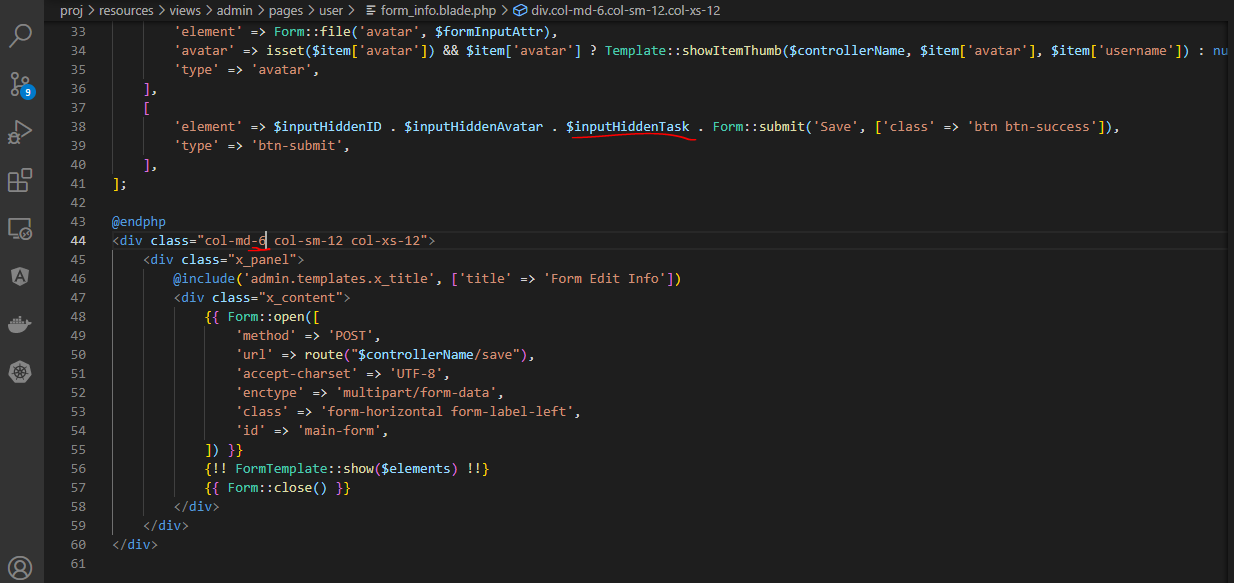 proj > resources > views > admin > pages > user > form_info.blade.php > div.col-md-6.col-sm-12.col-xs-12
33 'element' => Form::file('avatar', $formInputAttr),
34 'avatar' => isset($item['avatar']) && $item['avatar'] ? Template::showItemThumb($controllerName, $item['avatar'], $item['username']) : nu
35 'type' => 'avatar',
36 ],
37 [
38 'element' => $inputHiddenID . $inputHiddenAvatar . $inputHiddenTask . Form::submit('Save', ['class' => 'btn btn-success']),
39 'type' => 'btn-submit',
40 ],
41 ];
42
43 @endphp
44 <div class="col-md-6 col-sm-12 col-xs-12">
45 <div class="x_panel">
46 @include('admin.templates.x_title', ['title' => 'Form Edit Info'])
47 <div class="x_content">
48 {{ Form::open([
49 'method' => 'POST',
50 'url' => route("$controllerName/save"),
51 'accept-charset' => 'UTF-8',
52 'enctype' => 'multipart/form-data',
53 'class' => 'form-horizontal form-label-left',
54 'id' => 'main-form',
55 ]) }}
56 {!! FormTemplate::show($elements) !!}
57 {{ Form::close() }}
58 </div>
59 </div>
60 </div>
61
9